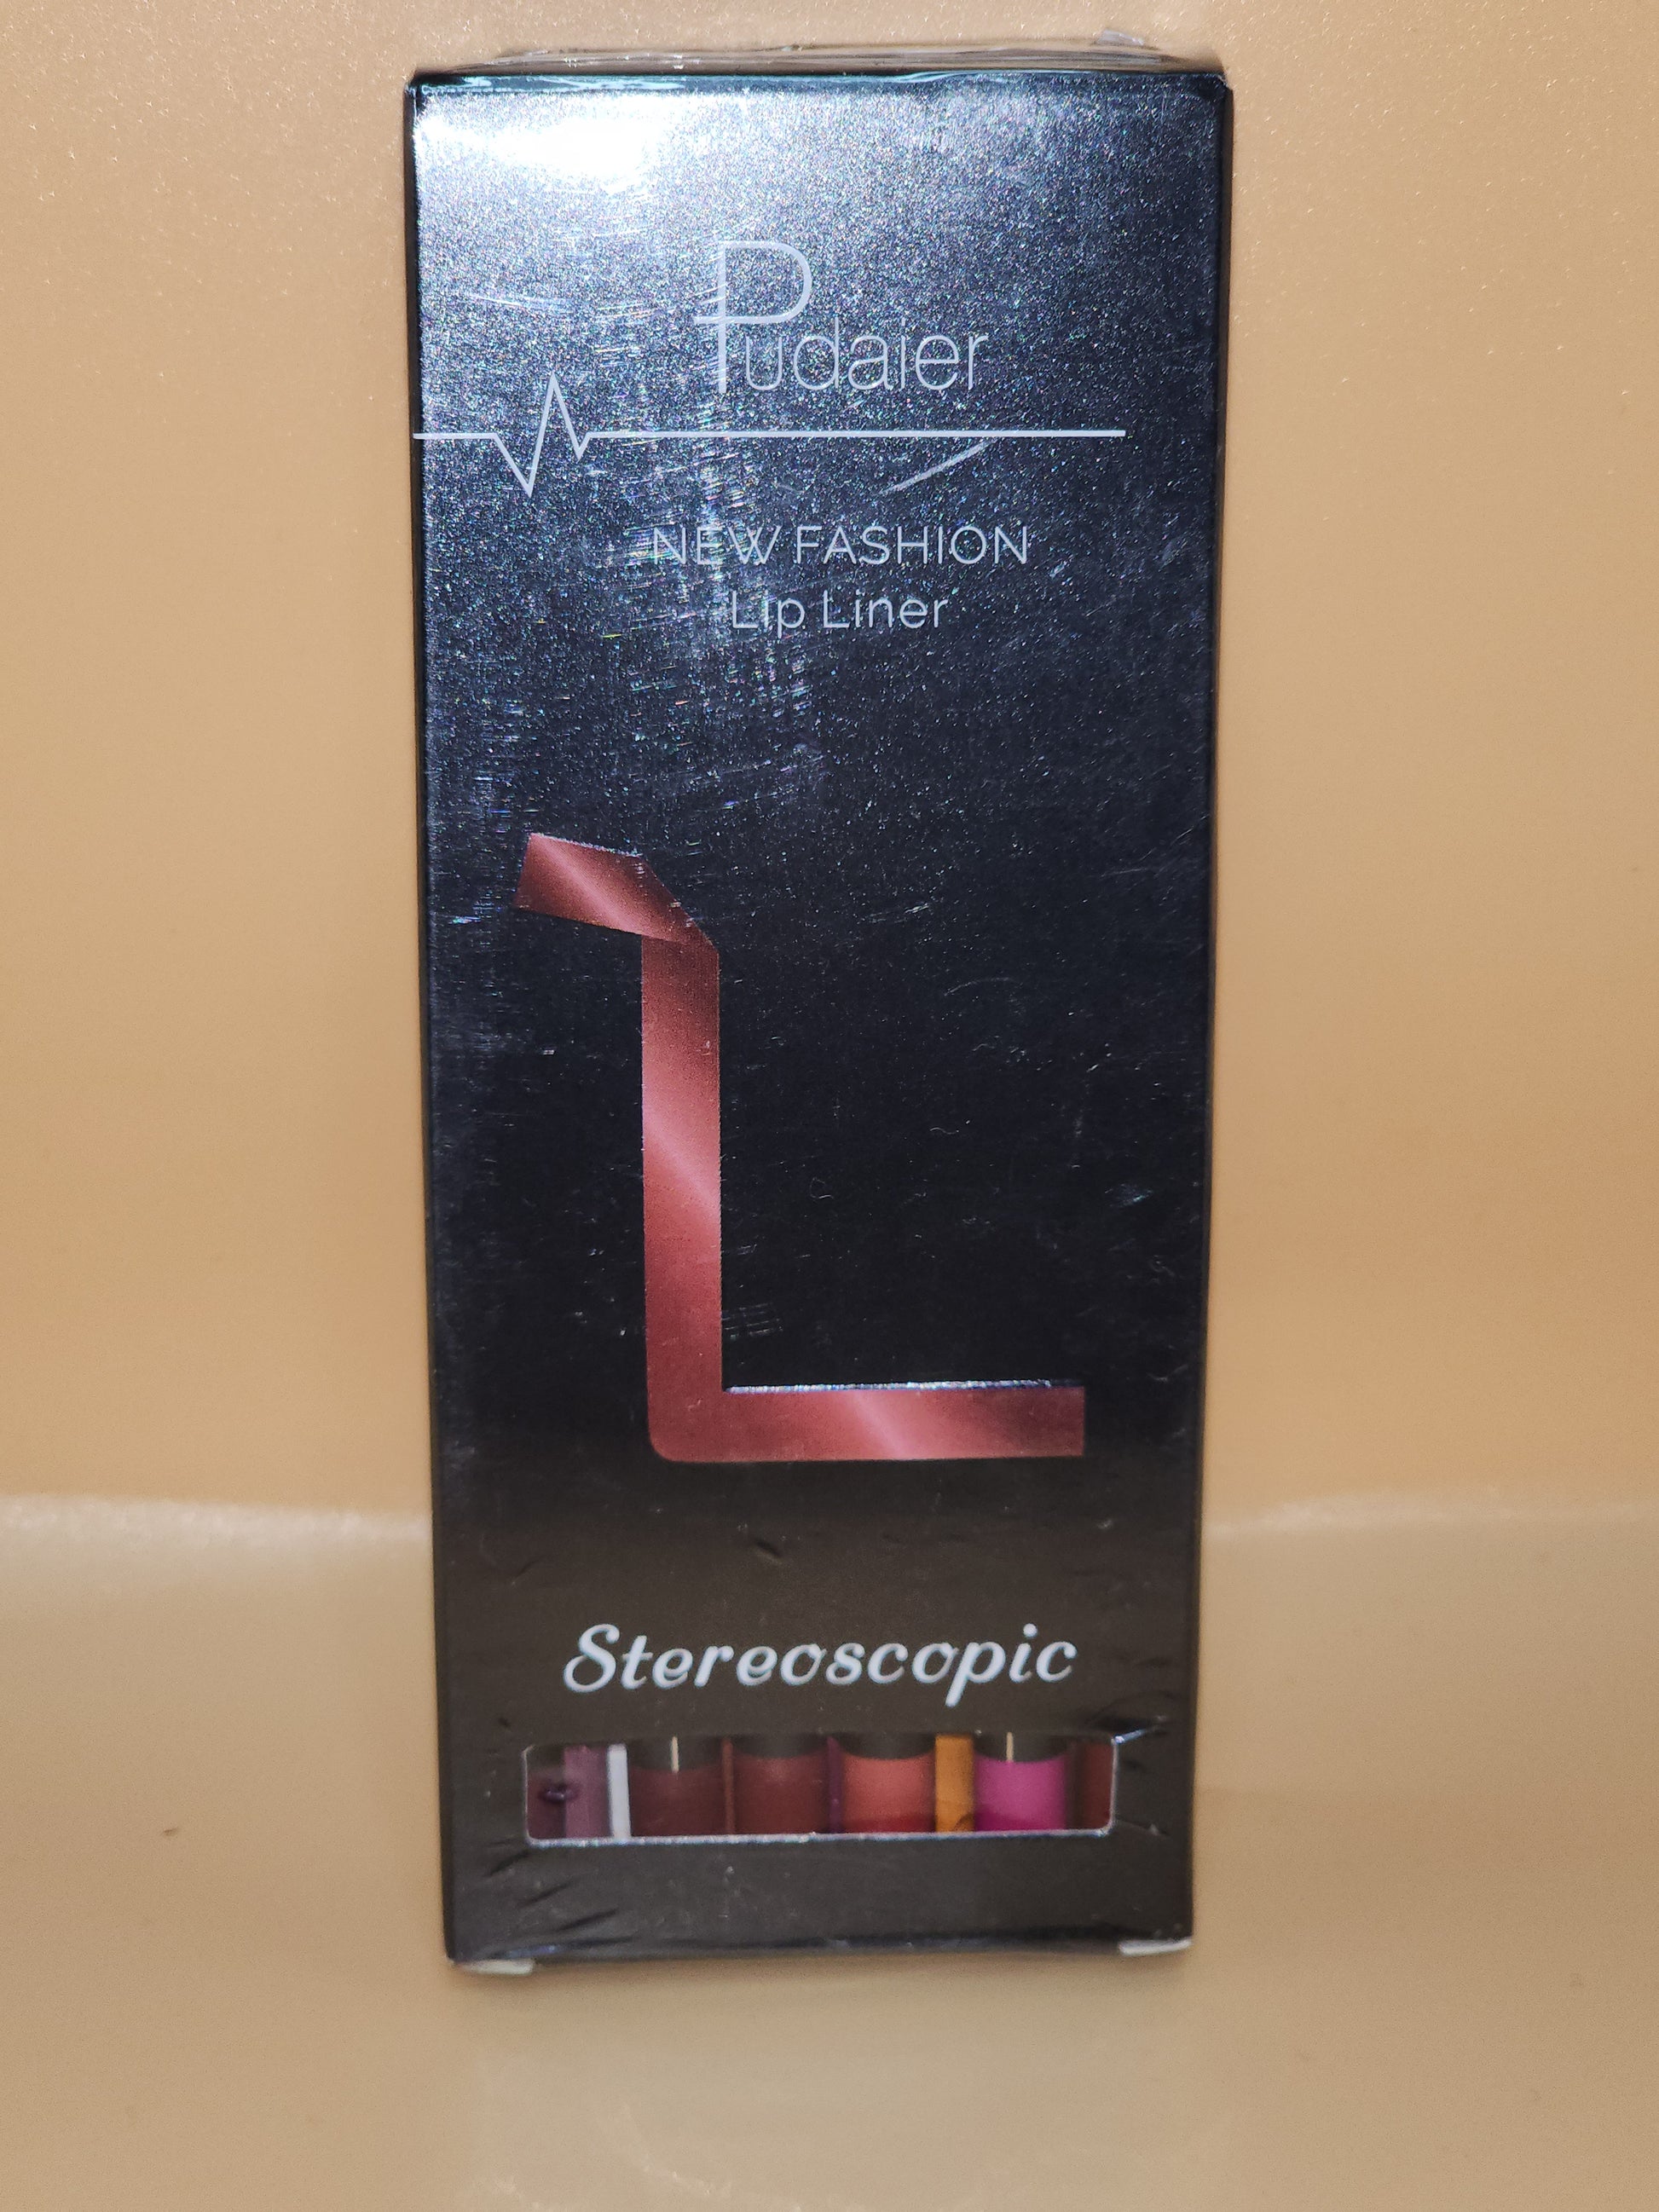 Pudaier
NEW FASHION
Lip Liner
L
Stereoscopic